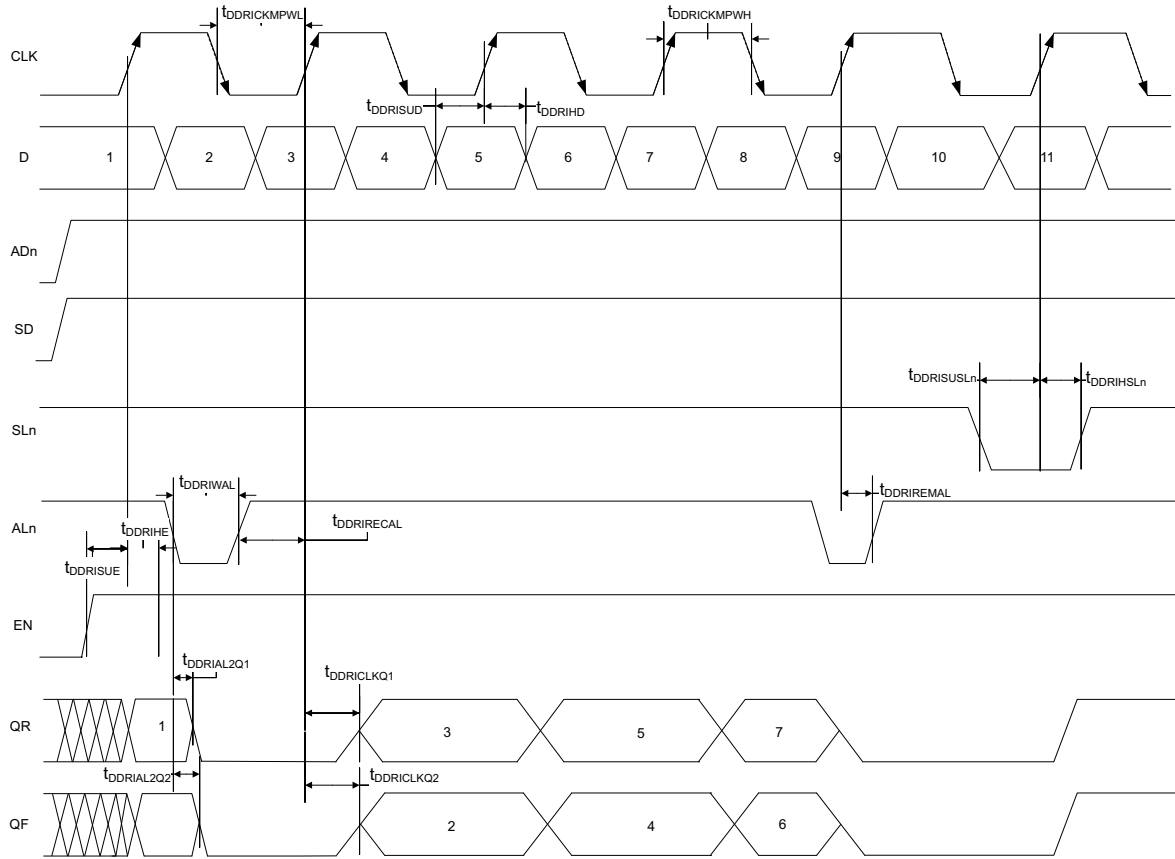 tDDRICKMPWL
tDDRICKMPWH
CLK
tDDRISUD
tDDRIHD
D
1
2
3
4
5
6
7
8
9
10
11
ADn
SD
tDDRISUSLn
tDDRIHSLn
SLn
tDDRIWAL
tDDRIREMAL
ALn
tDDRIHE
tDDRIRECAL
tDDRISUE
EN
tDDRIAL2Q1
tDDRICLKQ1
QR
1
3
5
7
tDDRIAL2Q2
tDDRICLKQ2
QF
2
4
6